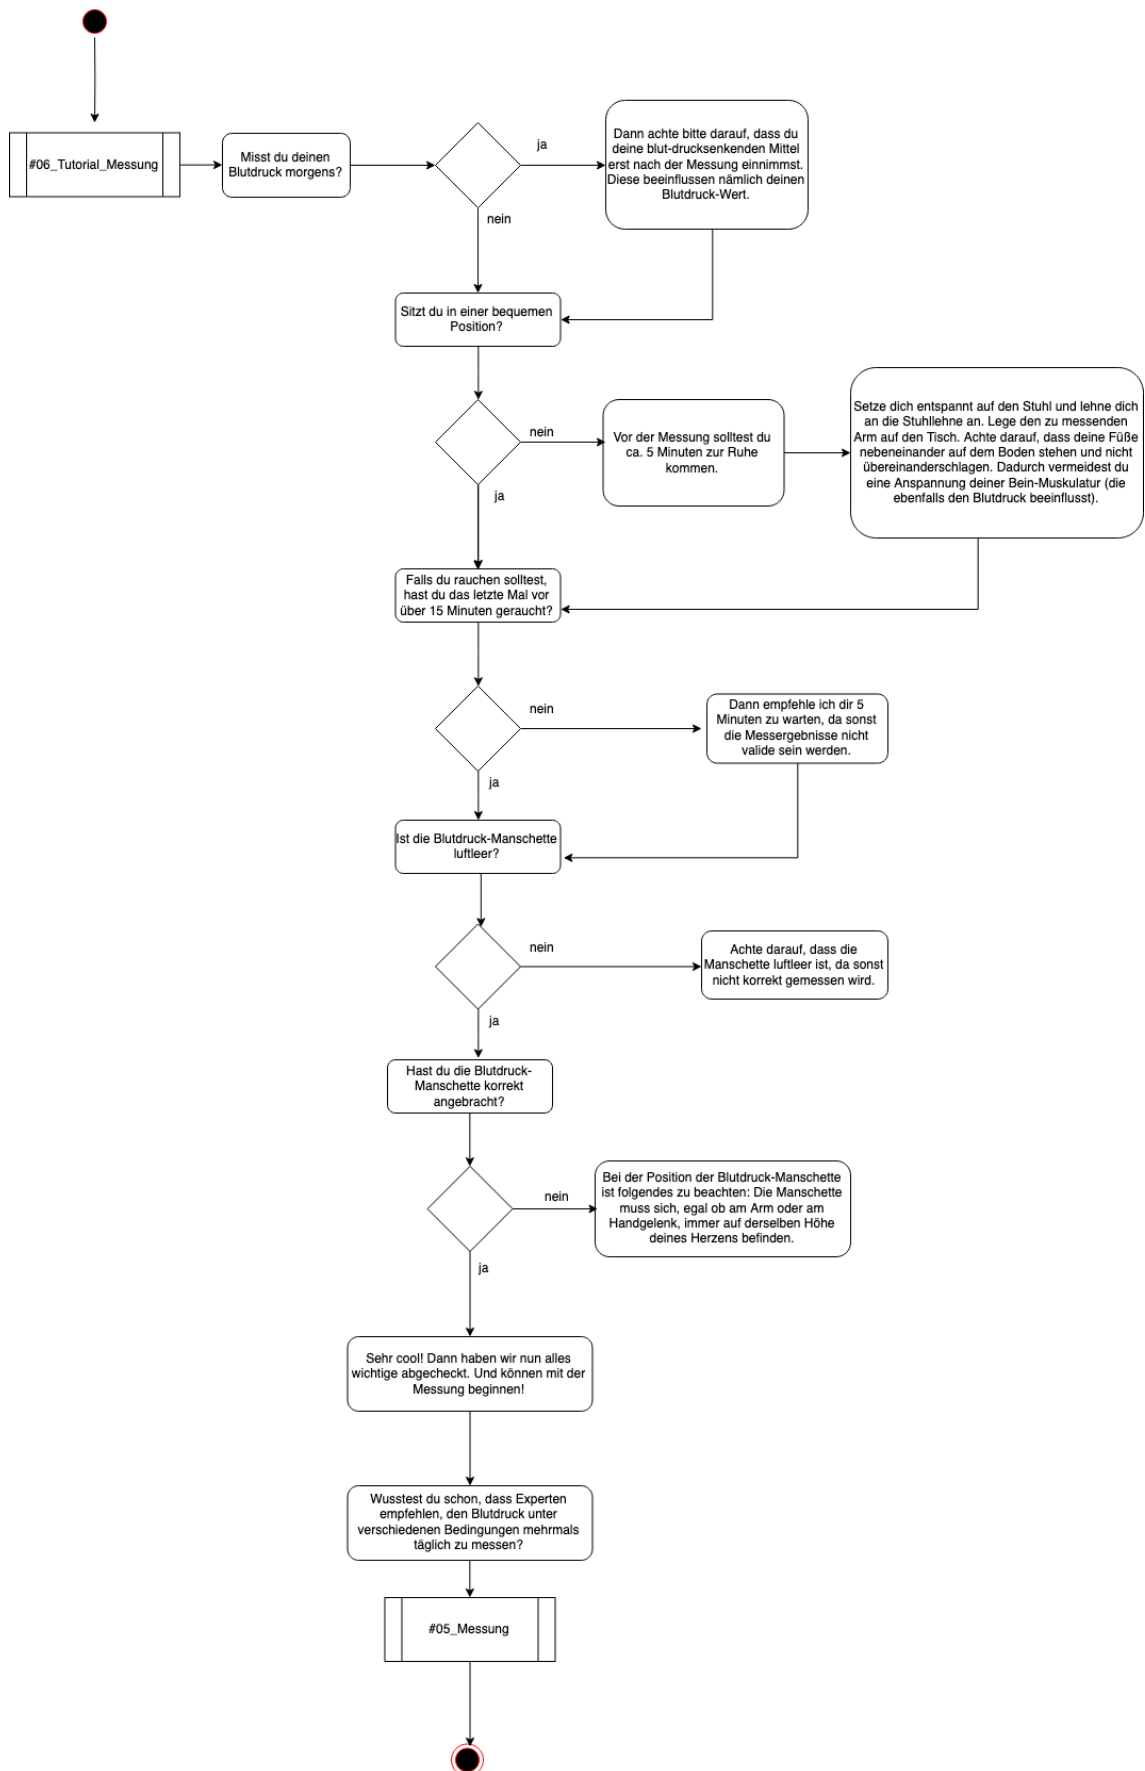 #06_Tutorial_Messung
Misst du deinen
Blutdruck morgens?
ja
Dann achte bitte darauf, dass du
deine blut-drucksenkenden Mittel
erst nach der Messung einnimmst.
Diese beeinflussen nämlich deinen
Blutdruck-Wert.
nein
Sitzt du in einer bequemen
Position?
nein
Vor der Messung solltest du
ca. 5 Minuten zur Ruhe
kommen.
Setze dich entspannt auf den Stuhl und lehne dich
an die Stuhllehne an. Lege den zu messenden
Arm auf den Tisch. Achte darauf, dass deine Füße
nebeneinander auf dem Boden stehen und nicht
übereinanderschlagen. Dadurch vermeidest du
eine Anspannung deiner Bein-Muskulatur (die
ebenfalls den Blutdruck beeinflusst).
ja
Falls du rauchen solltest,
hast du das letzte Mal vor
über 15 Minuten geraucht?
nein
Dann empfehle ich dir 5
Minuten zu warten, da sonst
die Messergebnisse nicht
valide sein werden.
ja
Ist die Blutdruck-Manschette
luftleer?
nein
Achte darauf, dass die
Manschette luftleer ist, da sonst
nicht korrekt gemessen wird.
ja
Hast du die Blutdruck-
Manschette korrekt
angebracht?
nein
Bei der Position der Blutdruck-Manschette
ist folgendes zu beachten: Die Manschette
muss sich, egal ob am Arm oder am
Handgelenk, immer auf derselben Höhe
deines Herzens befinden.
ja
Sehr cool! Dann haben wir nun alles
wichtige abgecheckt. Und können mit der
Messung beginnen!
Wusstest du schon, dass Experten
empfehlen, den Blutdruck unter
verschiedenen Bedingungen mehrmals
täglich zu messen?
#05_Messung